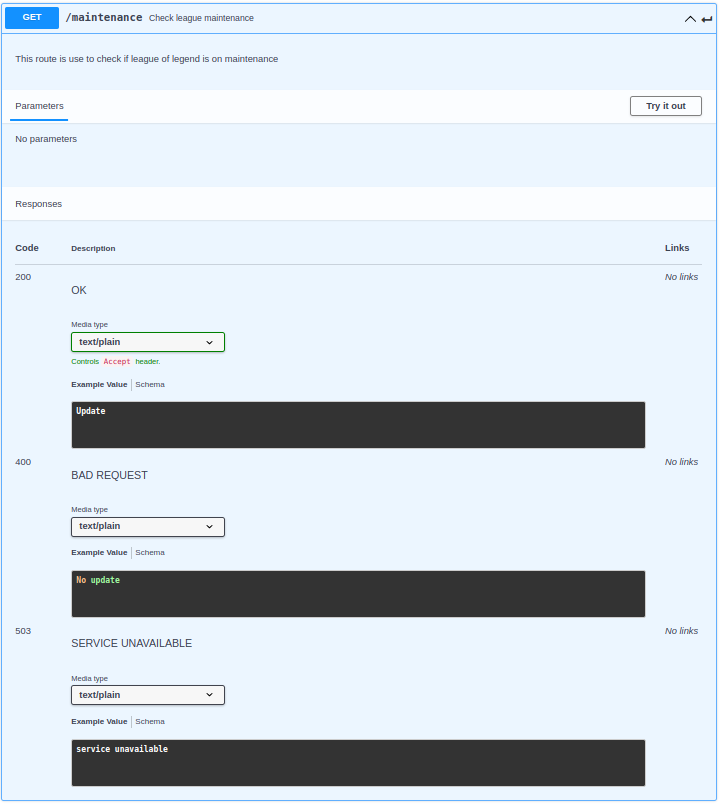 GET /maintenance Check league maintenance
This route is use to check if league of legend is on maintenance
Parameters Try it out
No parameters
Responses
Code Description Links
200 No links
OK
Media type
text/plain
Controls Accept header.
Example Value Schema
Update
400 No links
BAD REQUEST
Media type
text/plain
Example Value Schema
No update
503 No links
SERVICE UNAVAILABLE
Media type
text/plain
Example Value Schema
service unavailable